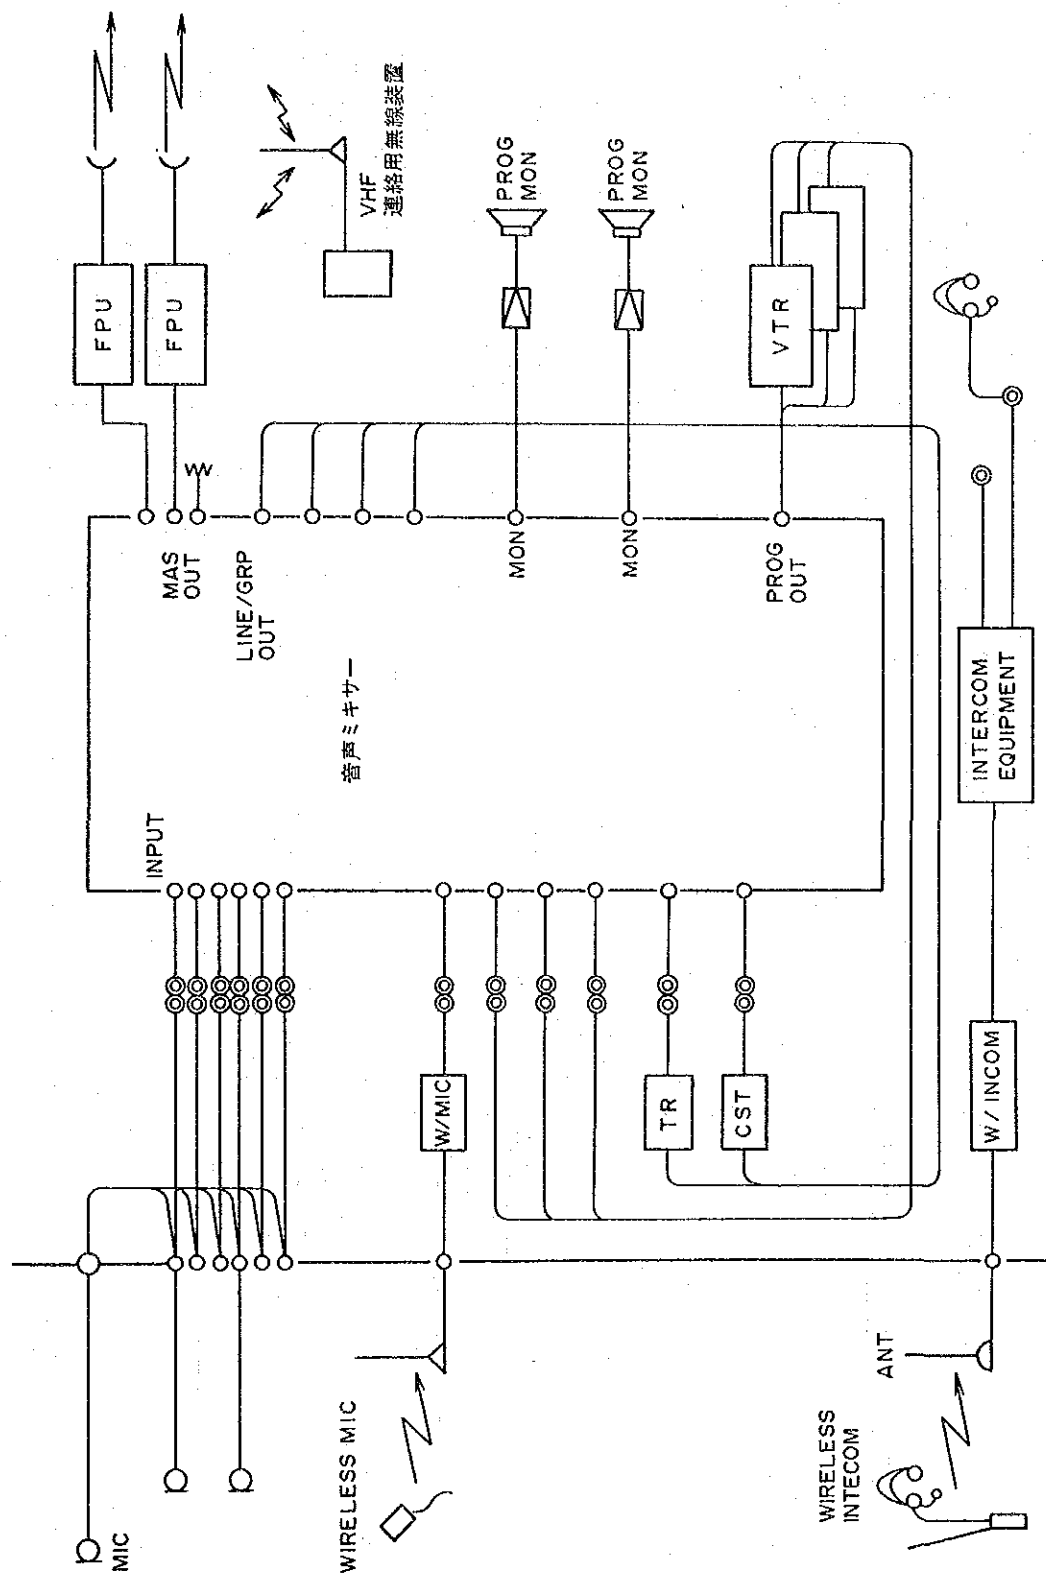 MIC
WIRELESS MIC
WIRELESS
INTECOM
ANT
W/MIC
TR
CST
W/INCOM
INPUT
音声ミキサー
INTERCOM
EQUIPMENT
MAS
OUT
LINE/GRP
OUT
MON
MON
PROG
OUT
FPU
FPU
VHF
連絡用無線装置
PROG
MON
PROG
MON
VTR